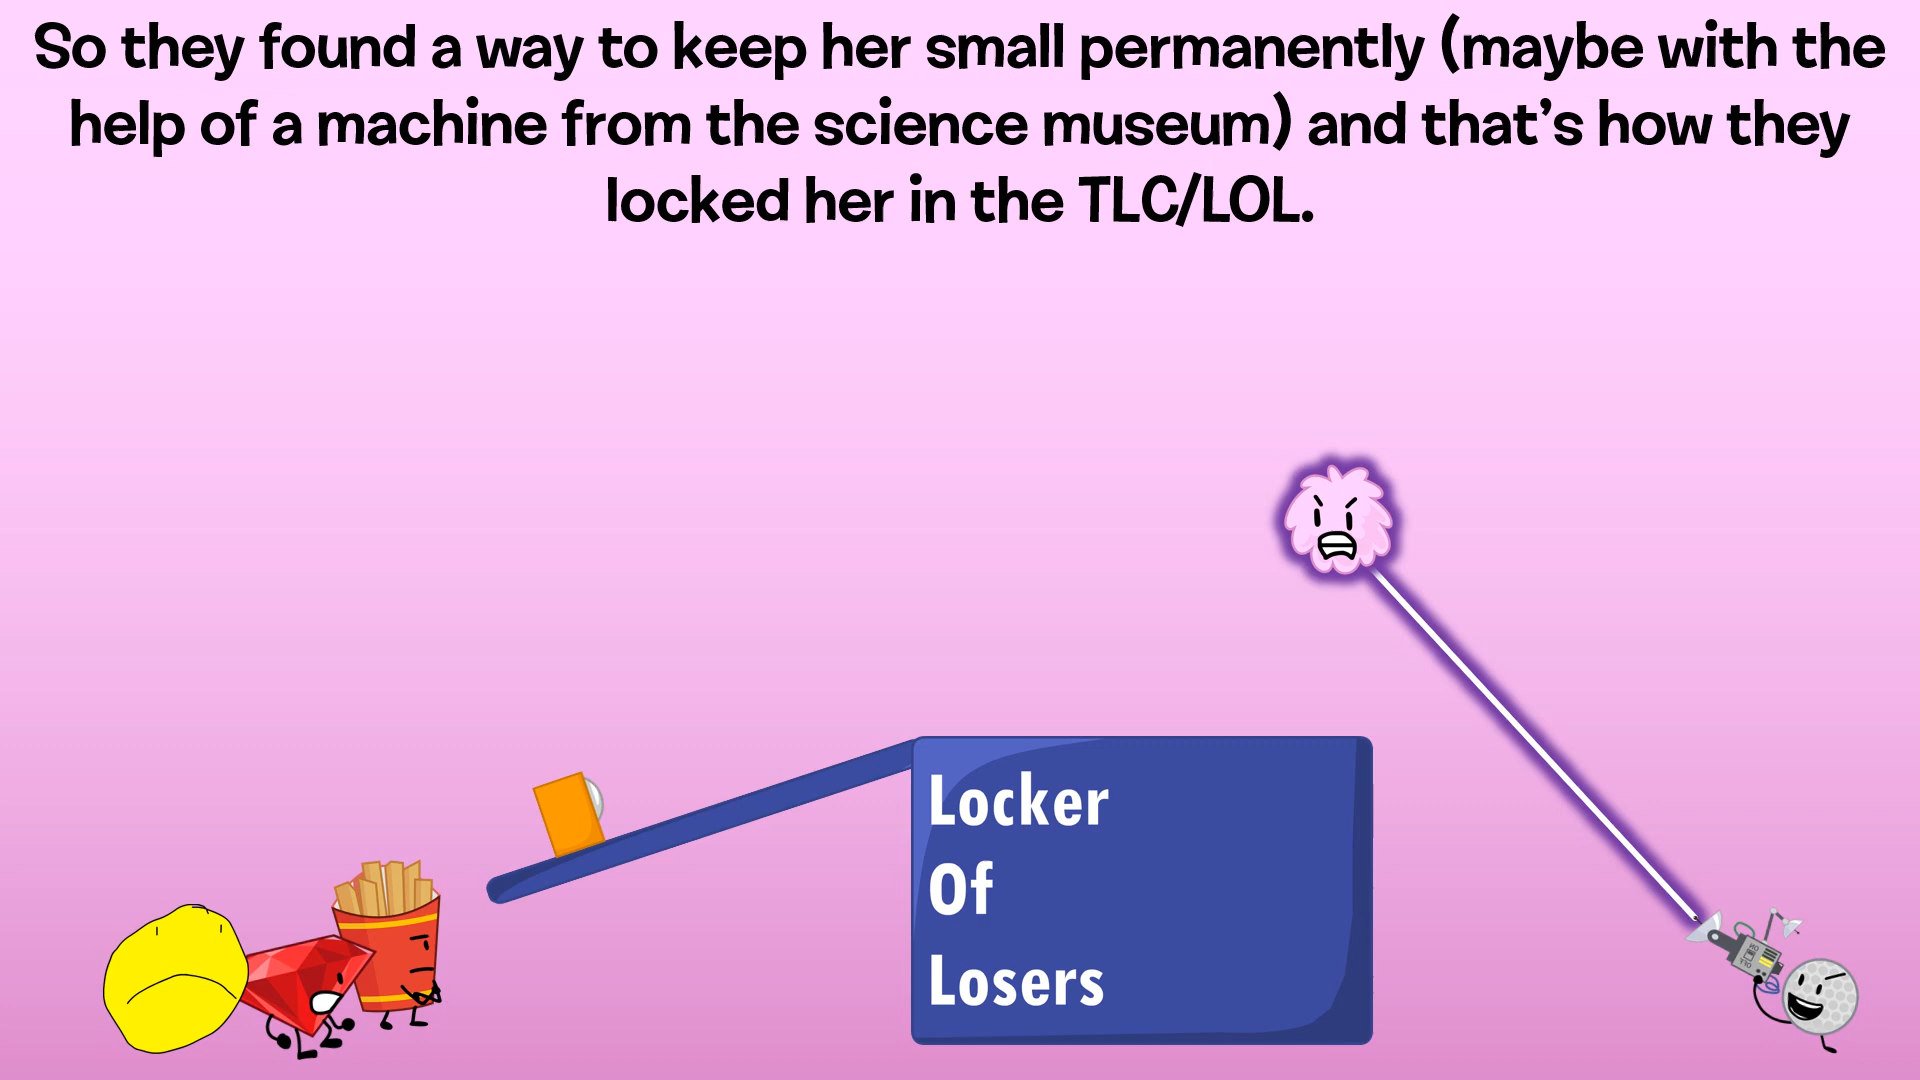 So they found a way to keep her small permanently (maybe with the
help of a machine from the science museum) and that’s how they
locked her in the TLC/LOL.
Locker
Of
Losers